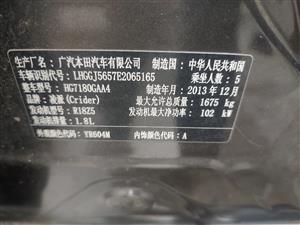 生产厂名: 广汽本田汽车有限公司 制造国: 中华人民共和国
车辆识别代号: LHGGJ5657E2065165 乘坐人数: 5
整车型号: HG7180GAA4 制造年月: 2013年12月
品牌: 凌派(Crider) 最大允许总质量: 1675 kg
发动机型号: R18Z5 发动机最大净功率: 102 kW
发动机排量: 1.8L
外观颜色代码: YR604M 内饰颜色代码: A